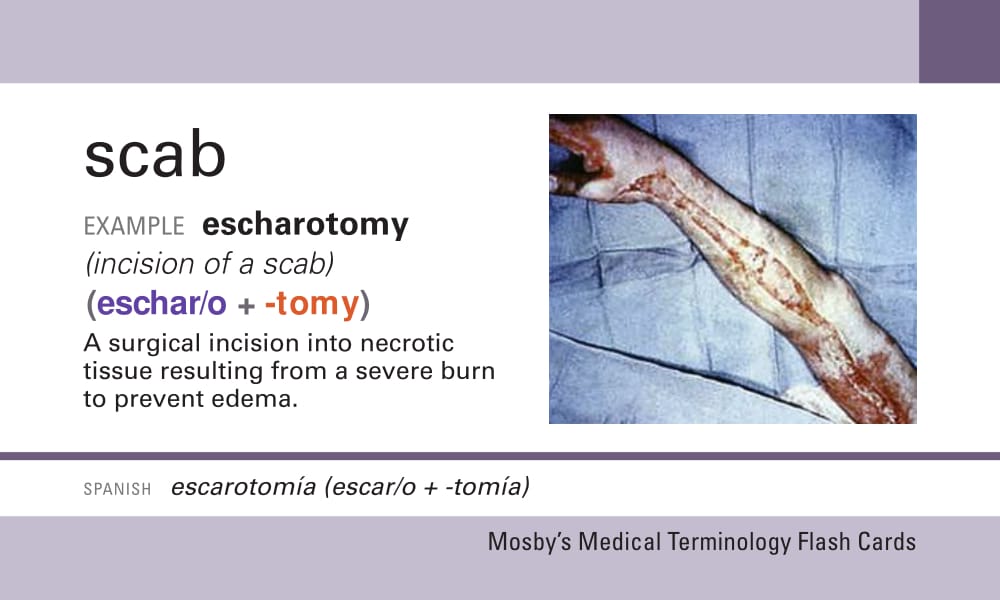 scab
EXAMPLE escharotomy
(incision of a scab)
(eschar/o + -tomy)
A surgical incision into necrotic
tissue resulting from a severe burn
to prevent edema.
SPANISH escarotomía (escar/o + -tomía)
Mosby's Medical Terminology Flash Cards